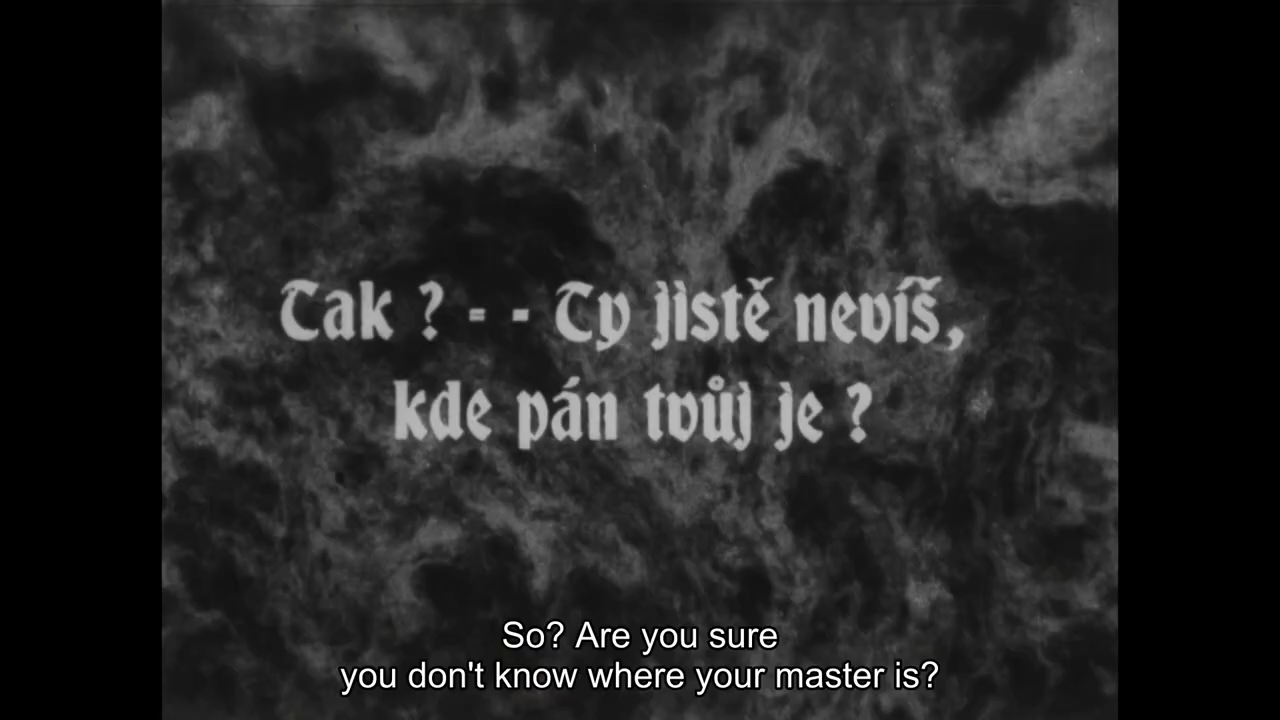 Tak ? - - Ty jistě nevíš,
kde pán tvůj je ?
So? Are you sure
you don't know where your master is?